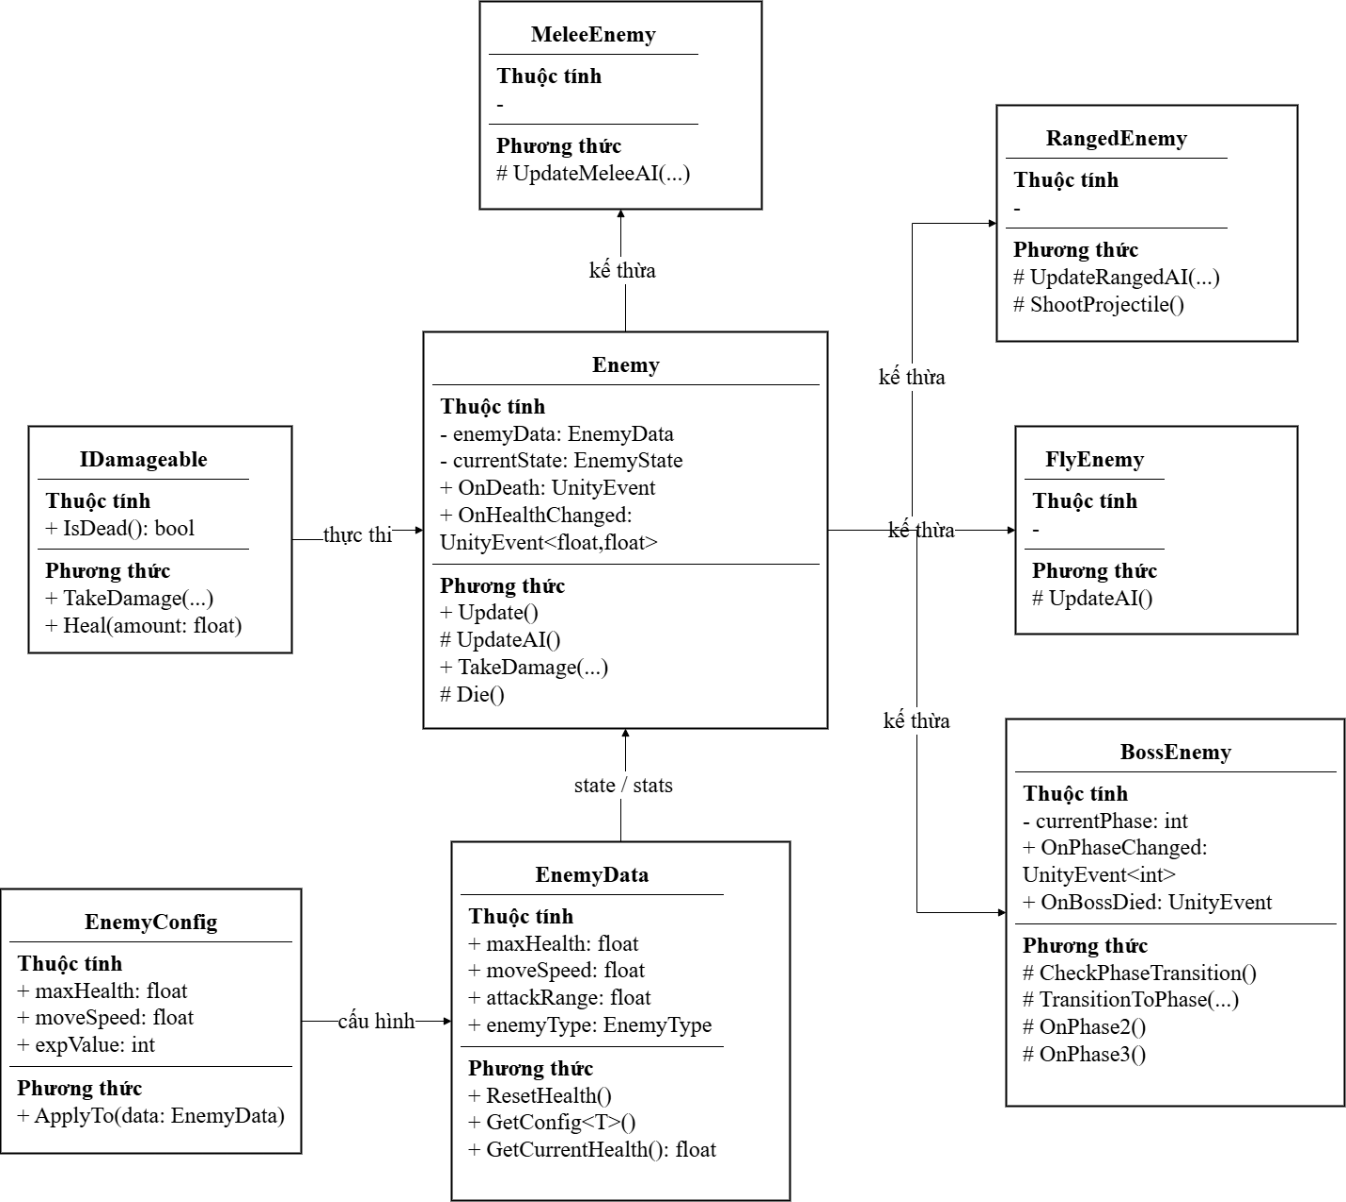 MeleeEnemy
Thuộc tính
-
Phương thức
# UpdateMeleeAI(...)
RangedEnemy
Thuộc tính
-
Phương thức
# UpdateRangedAI(...)
# ShootProjectile()
kế thừa
Enemy
Thuộc tính
- enemyData: EnemyData
- currentState: EnemyState
+ OnDeath: UnityEvent
+ OnHealthChanged:
UnityEvent<float,float>
Phương thức
+ Update()
# UpdateAI()
+ TakeDamage(...)
# Die()
kế thừa
IDamageable
Thuộc tính
+ IsDead(): bool
Phương thức
+ TakeDamage(...)
+ Heal(amount: float)
thực thi
kế thừa
FlyEnemy
Thuộc tính
-
Phương thức
# UpdateAI()
kế thừa
BossEnemy
Thuộc tính
- currentPhase: int
+ OnPhaseChanged:
UnityEvent<int>
+ OnBossDied: UnityEvent
Phương thức
# CheckPhaseTransition()
# TransitionToPhase(...)
# OnPhase2()
# OnPhase3()
state / stats
EnemyData
Thuộc tính
+ maxHealth: float
+ moveSpeed: float
+ attackRange: float
+ enemyType: EnemyType
Phương thức
+ ResetHealth()
+ GetConfig<T>()
+ GetCurrentHealth(): float
EnemyConfig
Thuộc tính
+ maxHealth: float
+ moveSpeed: float
+ expValue: int
Phương thức
+ ApplyTo(data: EnemyData)
cấu hình